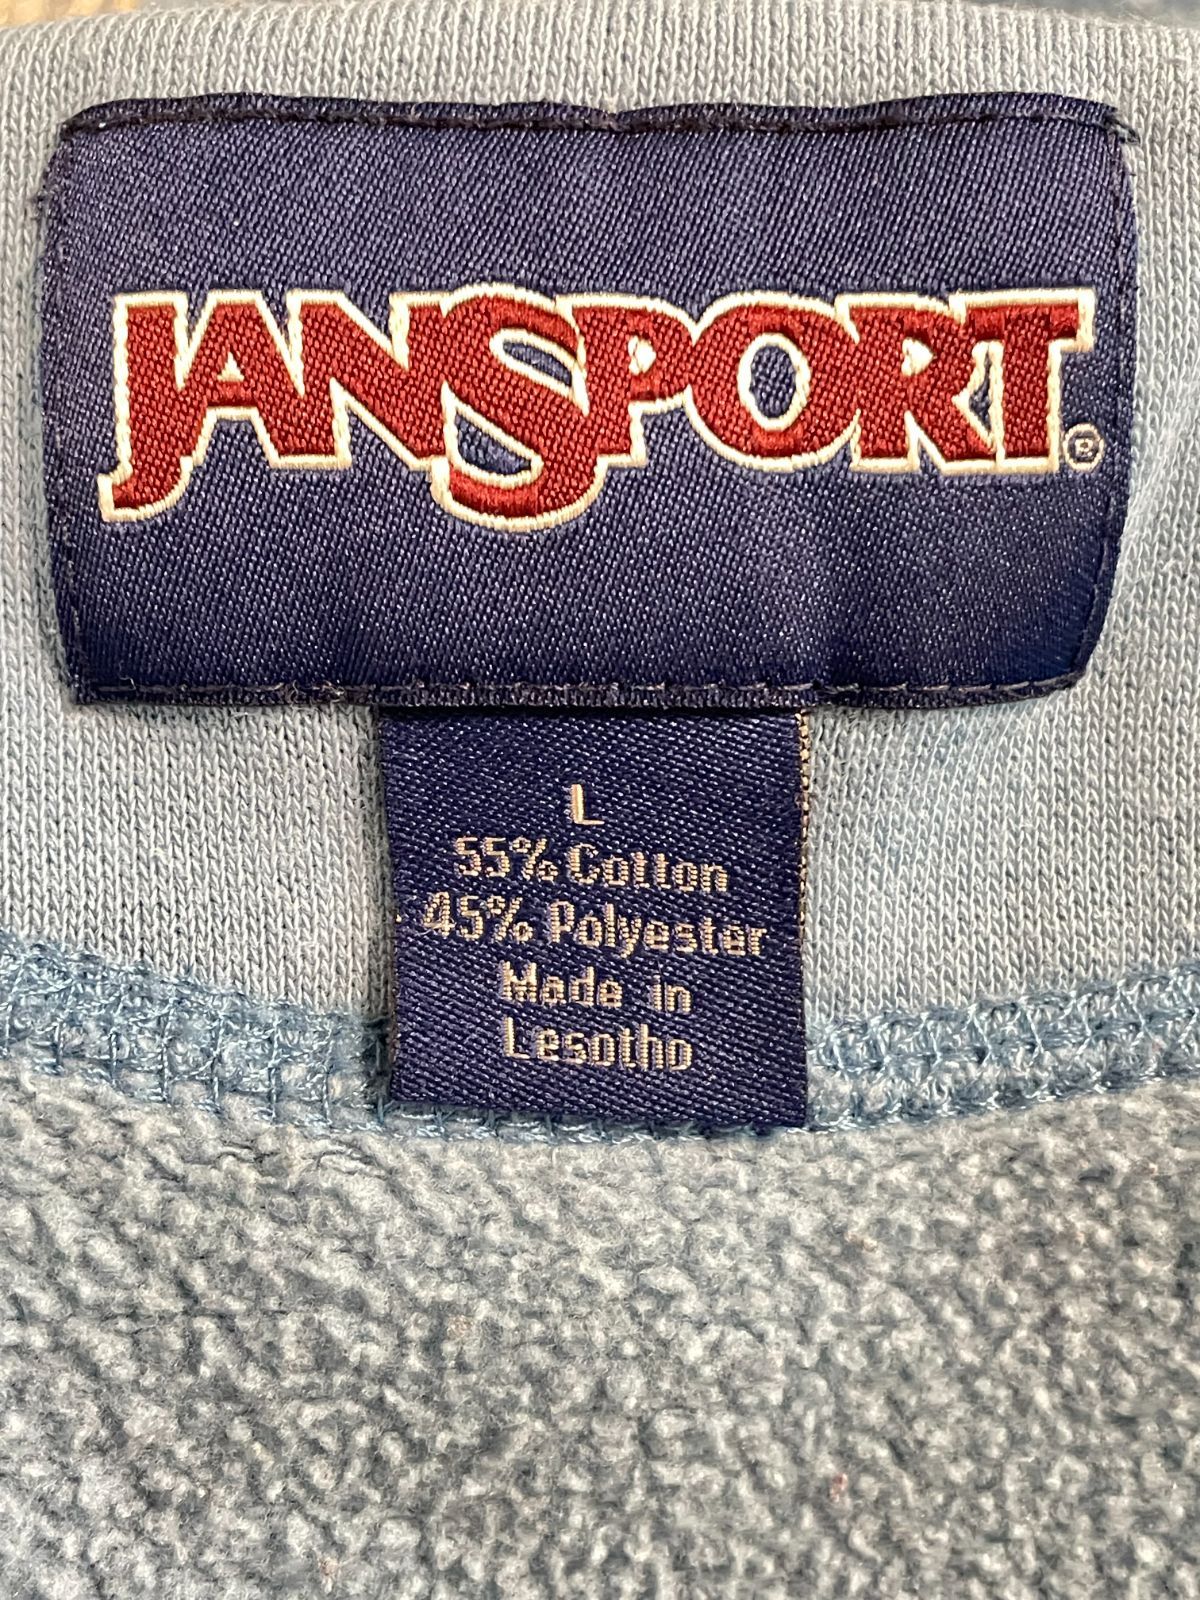 JANSPORT®
L
55% Cotton
45% Polyester
Made in
Lesotho